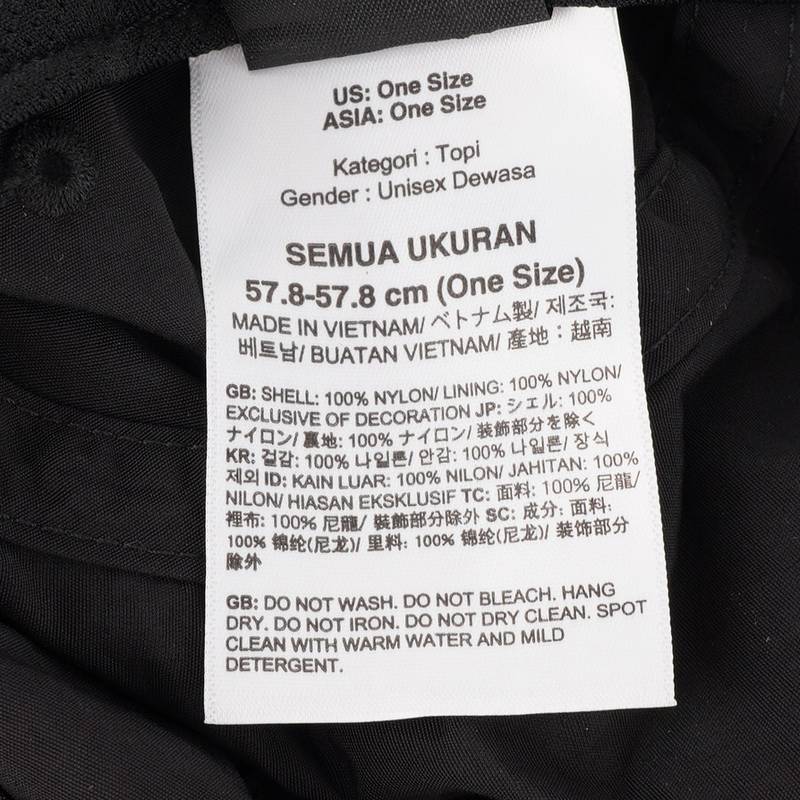 US: One Size
ASIA: One Size
Kategori : Topi
Gender : Unisex Dewasa
SEMUA UKURAN
57.8-57.8 cm (One Size)
MADE IN VIETNAM/ ベトナム製/ 제조국:
베트남/ BUATAN VIETNAM/ 產地：越南
GB: SHELL: 100% NYLON/ LINING: 100% NYLON/
EXCLUSIVE OF DECORATION JP: シェル: 100%
ナイロン/ 裏地: 100% ナイロン/ 装飾部分を除く
KR: 겉감: 100% 나일론/ 안감: 100% 나일론/ 장식
제외 ID: KAIN LUAR: 100% NILON/ JAHITAN: 100%
NILON/ HIASAN EKSKLUSIF TC: 面料: 100% 尼龍/
裡布: 100% 尼龍/ 裝飾部分除外 SC: 成分: 面料:
100% 锦纶(尼龙)/ 里料: 100% 锦纶(尼龙)/ 装饰部分
除外
GB: DO NOT WASH. DO NOT BLEACH. HANG
DRY. DO NOT IRON. DO NOT DRY CLEAN. SPOT
CLEAN WITH WARM WATER AND MILD
DETERGENT.